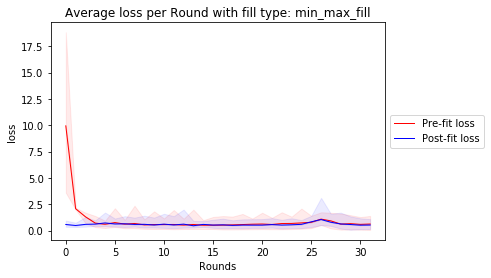 Average loss per Round with fill type: min_max_fill
17.5
15.0
12.5
10.0
7.5
5.0
2.5
0.0
loss
0 5 10 15 20 25 30
Rounds
Pre-fit loss
Post-fit loss